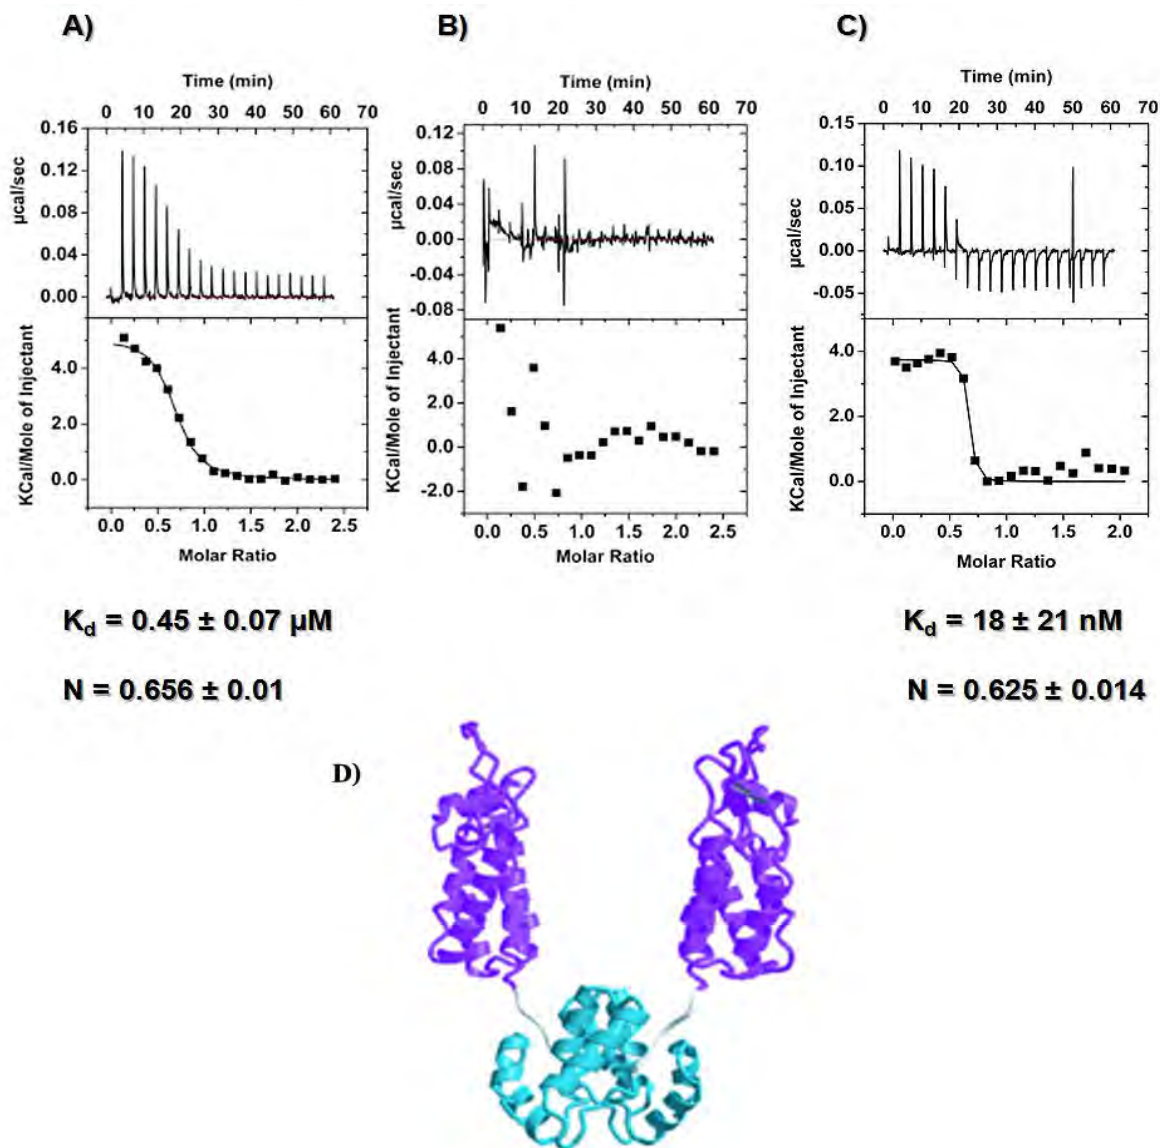 A)
B)
C)
Time (min)
0 10 20 30 40 50 60 70
0.16
0.12
0.08
0.04
0.00
µcal/sec
4.0
2.0
0.0
KCal/Mole of Injectant
0.0 0.5 1.0 1.5 2.0 2.5
Molar Ratio
Time (min)
0 10 20 30 40 50 60 70
0.12
0.08
0.04
0.00
-0.04
-0.08
µcal/sec
4.0
2.0
0.0
-2.0
KCal/Mole of Injectant
0.0 0.5 1.0 1.5 2.0 2.5
Molar Ratio
Time (min)
0 10 20 30 40 50 60 70
0.15
0.10
0.05
0.00
-0.05
µcal/sec
4.0
2.0
0.0
KCal/Mole of Injectant
0.0 0.5 1.0 1.5 2.0
Molar Ratio
Kd = 0.45 ± 0.07 µM
Kd = 18 ± 21 nM
N = 0.656 ± 0.01
N = 0.625 ± 0.014
D)